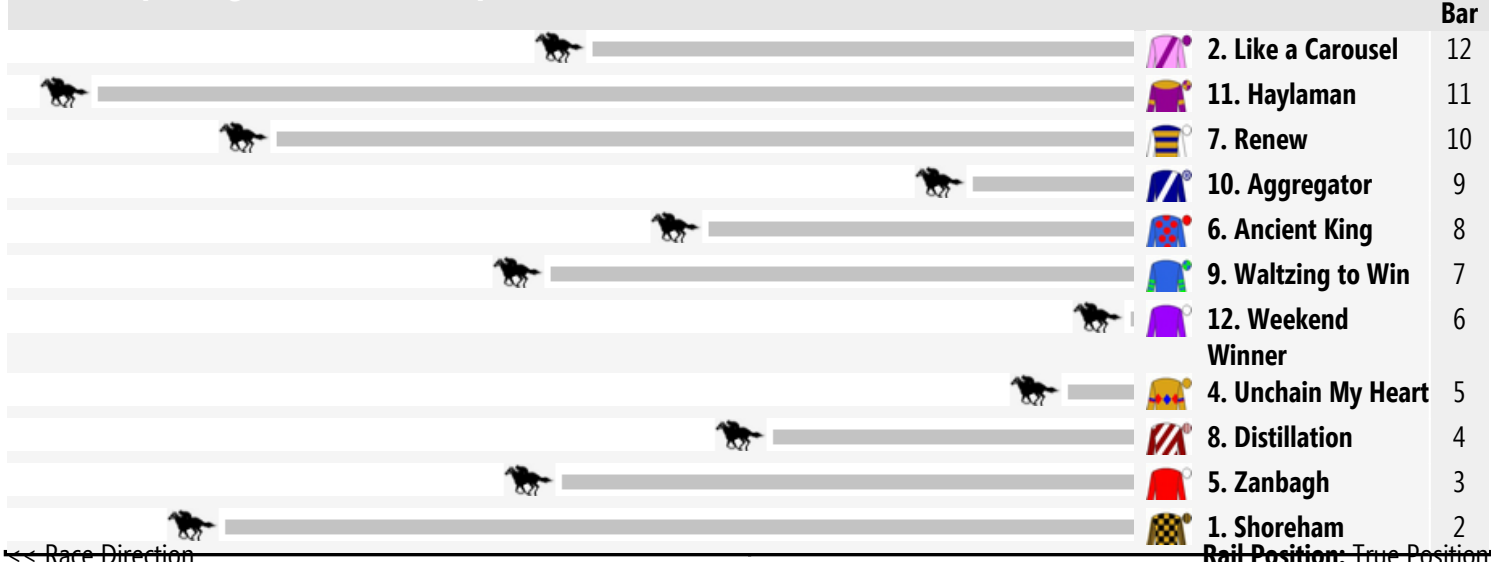 Bar
2. Like a Carousel 12
11. Haylaman 11
7. Renew 10
10. Aggregator 9
6. Ancient King 8
9. Waltzing to Win 7
12. Weekend 6
Winner
4. Unchain My Heart 5
8. Distillation 4
5. Zanbagh 3
1. Shoreham 2
<< Race Direction Rail Position: True Position